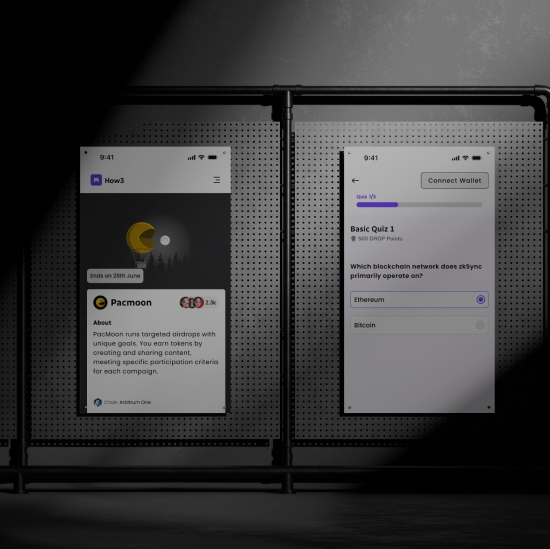 9:41
How3
Ends on 28th June
Pacmoon
2.3k
About
PacMoon runs targeted airdrops with
unique goals. You earn tokens by
creating and sharing content,
meeting specific participation criteria
for each campaign.
Chain Arbitrum One
9:41
Connect Wallet
Quiz 1/3
Basic Quiz 1
500 DROP Points
Which blockchain network does zkSync
primarily operate on?
Ethereum
Bitcoin